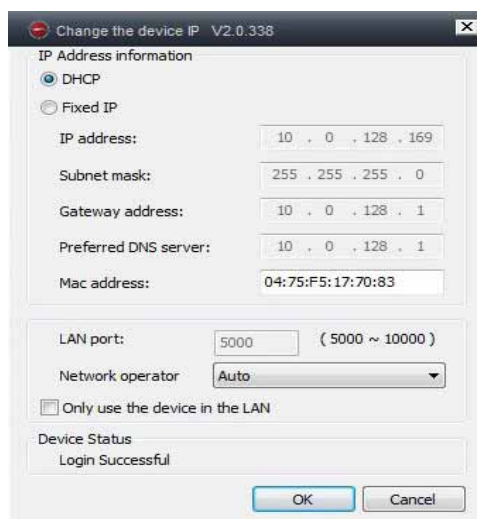 Change the device IP V2.0.338
IP Address information
DHCP
Fixed IP
IP address: 10 . 0 . 128 . 169
Subnet mask: 255 . 255 . 255 . 0
Gateway address: 10 . 0 . 128 . 1
Preferred DNS server: 10 . 0 . 128 . 1
Mac address: 04:75:F5:17:70:83
LAN port: 5000 ( 5000 ~ 10000 )
Network operator Auto
Only use the device in the LAN
Device Status
Login Successful
OK Cancel